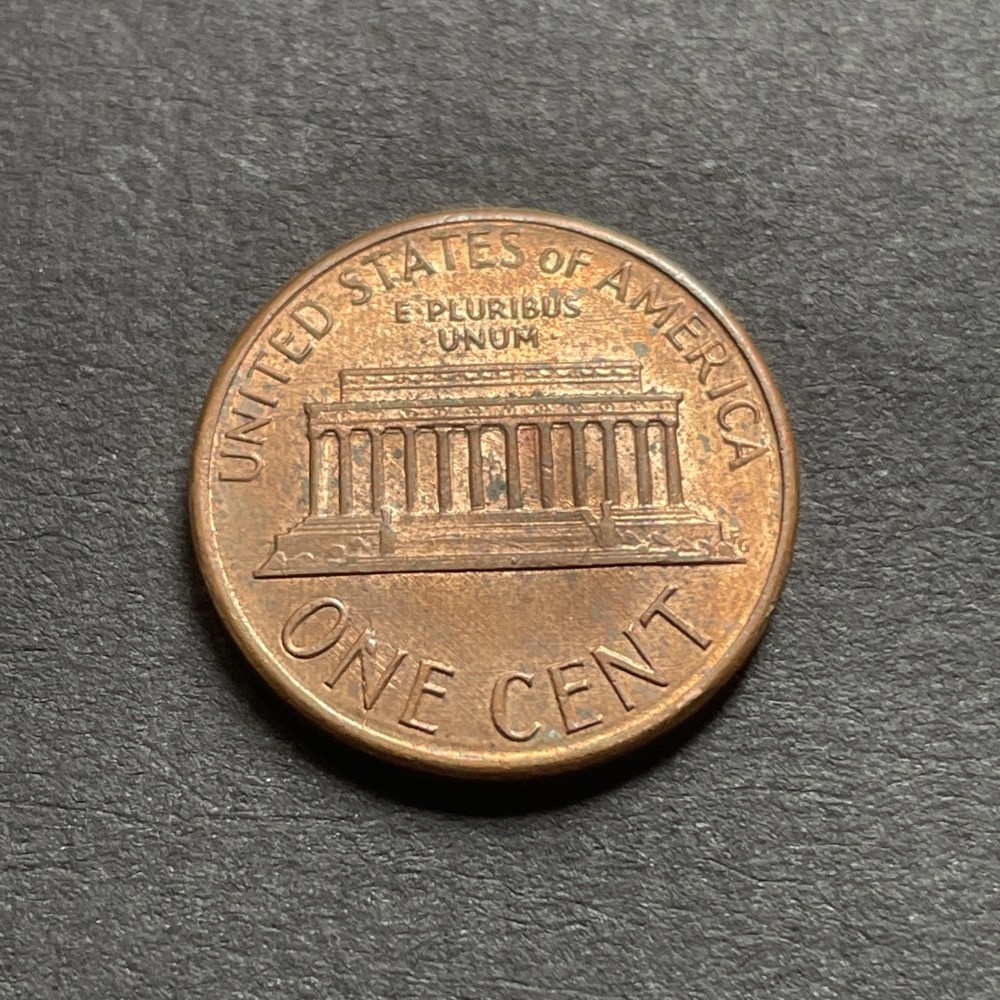 UNITED STATES OF AMERICA
E·PLURIBUS
·UNUM·
ONE CENT